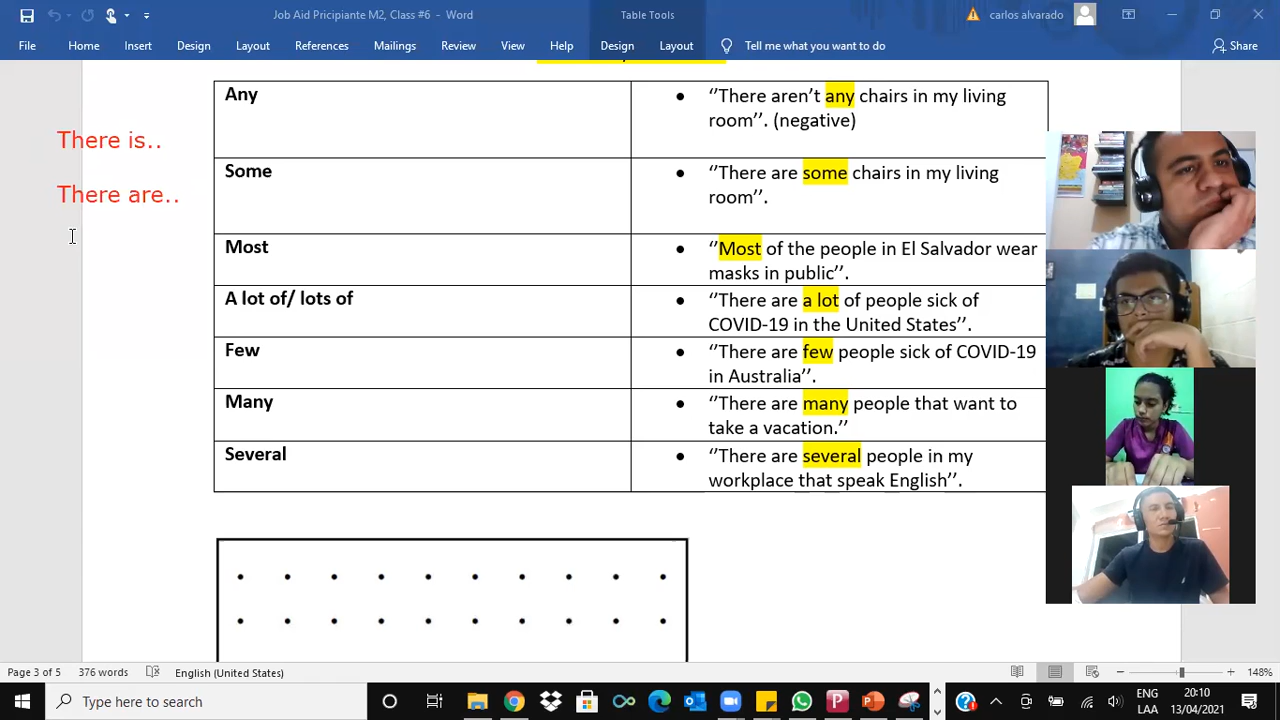 Job Aid Pricipiante M2, Class #6 - Word
Table Tools
carlos alvarado
File Home Insert Design Layout References Mailings Review View Help Design Layout Tell me what you want to do Share
Any
‘’There aren’t any chairs in my living
room’’. (negative)
There is..
Some
‘’There are some chairs in my living
room’’.
There are..
Most
‘’Most of the people in El Salvador wear
masks in public’’.
A lot of/ lots of
‘’There are a lot of people sick of
COVID-19 in the United States’’.
Few
‘’There are few people sick of COVID-19
in Australia’’.
Many
‘’There are many people that want to
take a vacation.’’
Several
‘’There are several people in my
workplace that speak English’’.
Page 3 of 5 376 words English (United States) 148%
Type here to search
ENG
LAA
20:10
13/04/2021